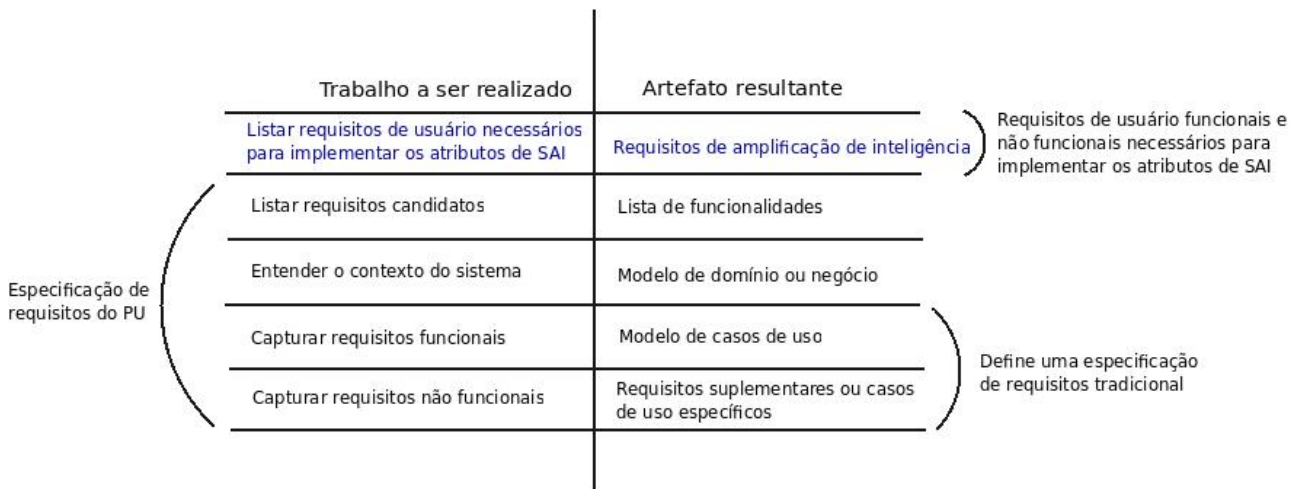 Trabalho a ser realizado
Artefato resultante
Listar requisitos de usuário necessários
para implementar os atributos de SAI
Requisitos de amplificação de inteligência
Requisitos de usuário funcionais e
não funcionais necessários para
implementar os atributos de SAI
Listar requisitos candidatos
Lista de funcionalidades
Entender o contexto do sistema
Modelo de domínio ou negócio
Especificação de
requisitos do PU
Capturar requisitos funcionais
Modelo de casos de uso
Capturar requisitos não funcionais
Requisitos suplementares ou casos
de uso específicos
Define uma especificação
de requisitos tradicional